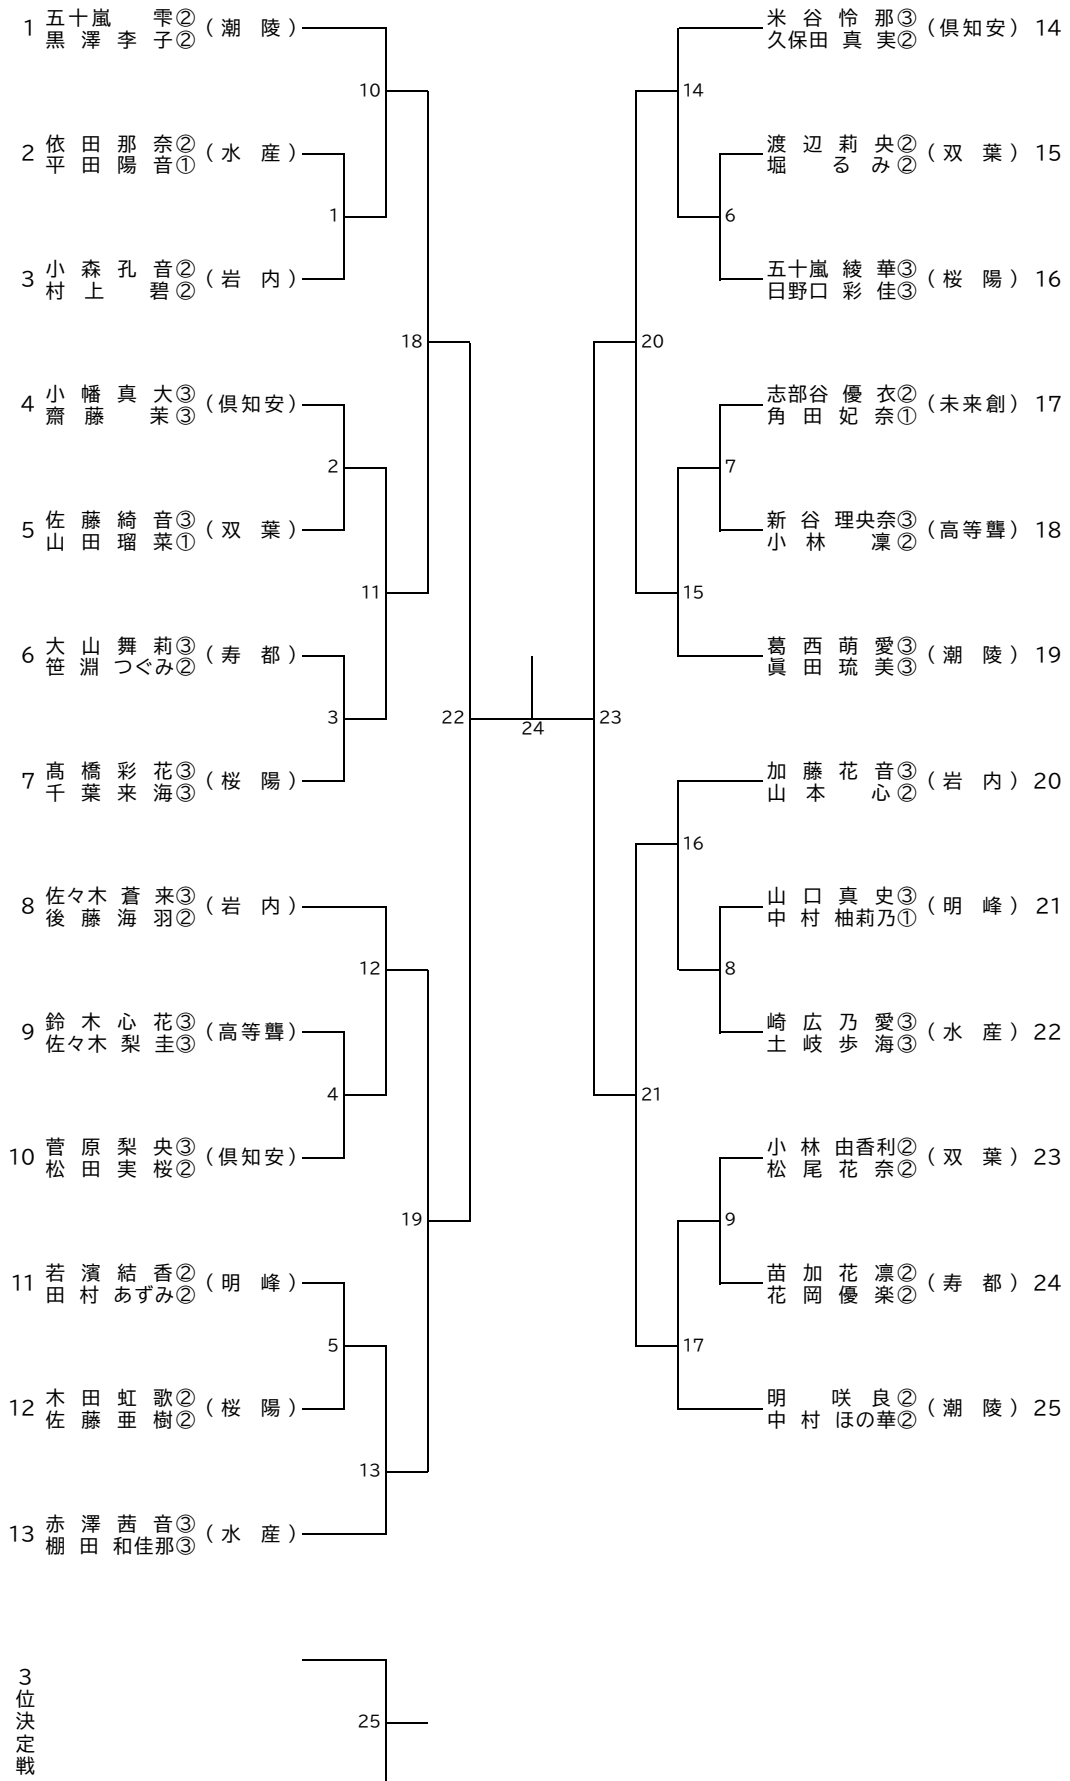 1 五十嵐 雫② (潮陵)
黒澤李子②
10
2 依田那奈② (水産)
平田陽音①
1
3 小森孔音② (岩内)
村上碧②
18
4 小幡真大③ (倶知安)
齋藤茉③
2
5 佐藤綺音③ (双葉)
山田瑠菜①
11
6 大山舞莉③ (寿都)
笹淵つぐみ②
3
22
7 髙橋彩花③ (桜陽)
千葉来海③
8 佐々木蒼来③ (岩内)
後藤海羽②
12
9 鈴木心花③ (高等聾)
佐々木梨圭③
4
10 菅原梨央③ (倶知安)
松田実桜②
19
11 若濱結香② (明峰)
田村あずみ②
5
12 木田虹歌② (桜陽)
佐藤亜樹②
13
13 赤澤茜音③ (水産)
棚田和佳那③
24
米谷怜那③ (倶知安) 14
久保田真実②
14
渡辺莉央② (双葉) 15
堀るみ②
6
五十嵐綾華③ (桜陽) 16
日野口彩佳③
20
志部谷優衣② (未来創) 17
角田妃奈①
7
新谷理央奈③ (高等聾) 18
小林凜②
15
葛西萌愛③ (潮陵) 19
眞田琉美③
23
加藤花音③ (岩内) 20
山本心②
16
山口真史③ (明峰) 21
中村柚莉乃①
8
崎広乃愛③ (水産) 22
土岐歩海③
21
小林由香利② (双葉) 23
松尾花奈②
9
苗加花凛② (寿都) 24
花岡優楽②
17
明咲良② (潮陵) 25
中村ほの華②
3位決定戦
25